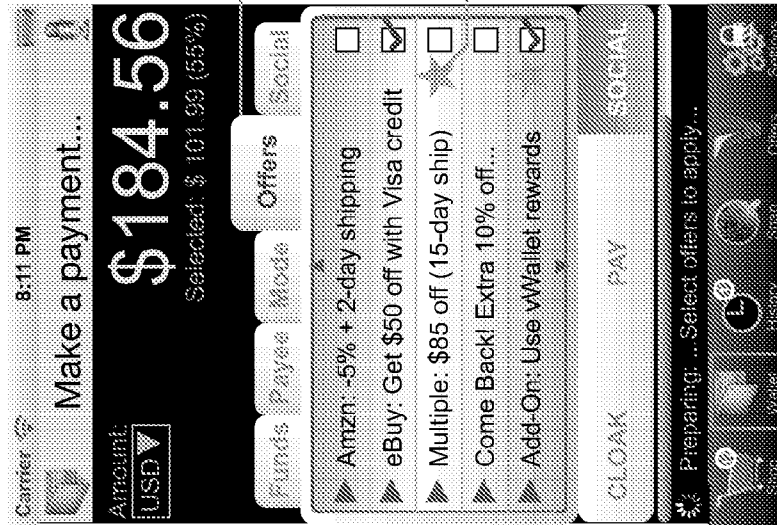 Carrier 8:11 PM
Make a payment...
Amount:
USD
$184.56
Selected: $ 101.99 (55%)
Funds Payee Mode Offers Social
Amzn: -5% + 2-day shipping
eBuy: Get $50 off with Visa credit
Multiple: $85 off (15-day ship)
Come Back! Extra 10% off...
Add-On: Use vWallet rewards
CLOAK PAY SOCIAL
Preparing: ...Select offers to apply...